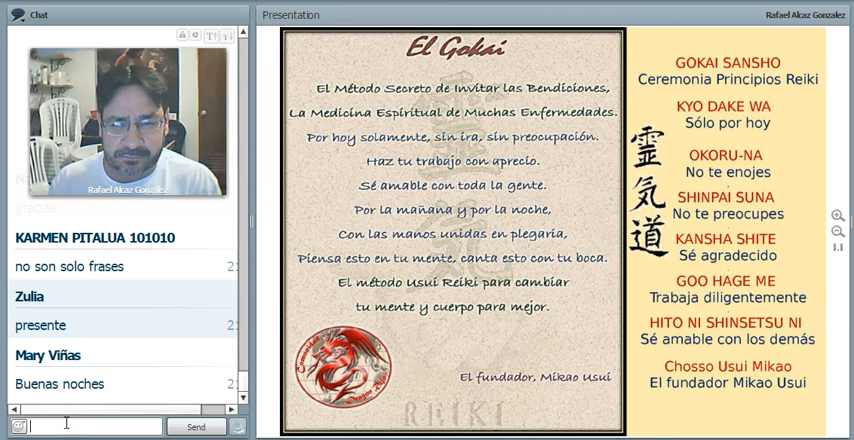 Chat
Rafael Alcaz Gonzalez
gracias
KARMEN PITALUA 101010
no son solo frases
Zulia
presente
Mary Viñas
Buenas noches
Send
Presentation
Rafael Alcaz Gonzalez
El Gokai
El Método Secreto de Invitar las Bendiciones,
La Medicina Espiritual de Muchas Enfermedades.
Por hoy solamente, sin ira, sin preocupación.
Haz tu trabajo con aprecio.
Sé amable con toda la gente.
Por la mañana y por la noche,
Con las manos unidas en plegaria,
Piensa esto en tu mente, canta esto con tu boca.
El método Usui Reiki para cambiar
tu mente y cuerpo para mejor.
Comunidad
El fundador, Mikao Usui
REIKI
靈氣道
GOKAI SANSHO
Ceremonia Principios Reiki
KYO DAKE WA
Sólo por hoy
OKORU-NA
No te enojes
SHINPAI SUNA
No te preocupes
KANSHA SHITE
Sé agradecido
GOO HAGE ME
Trabaja diligentemente
HITO NI SHINSETSU NI
Sé amable con los demás
Chosso Usui Mikao
El fundador Mikao Usui
1.1